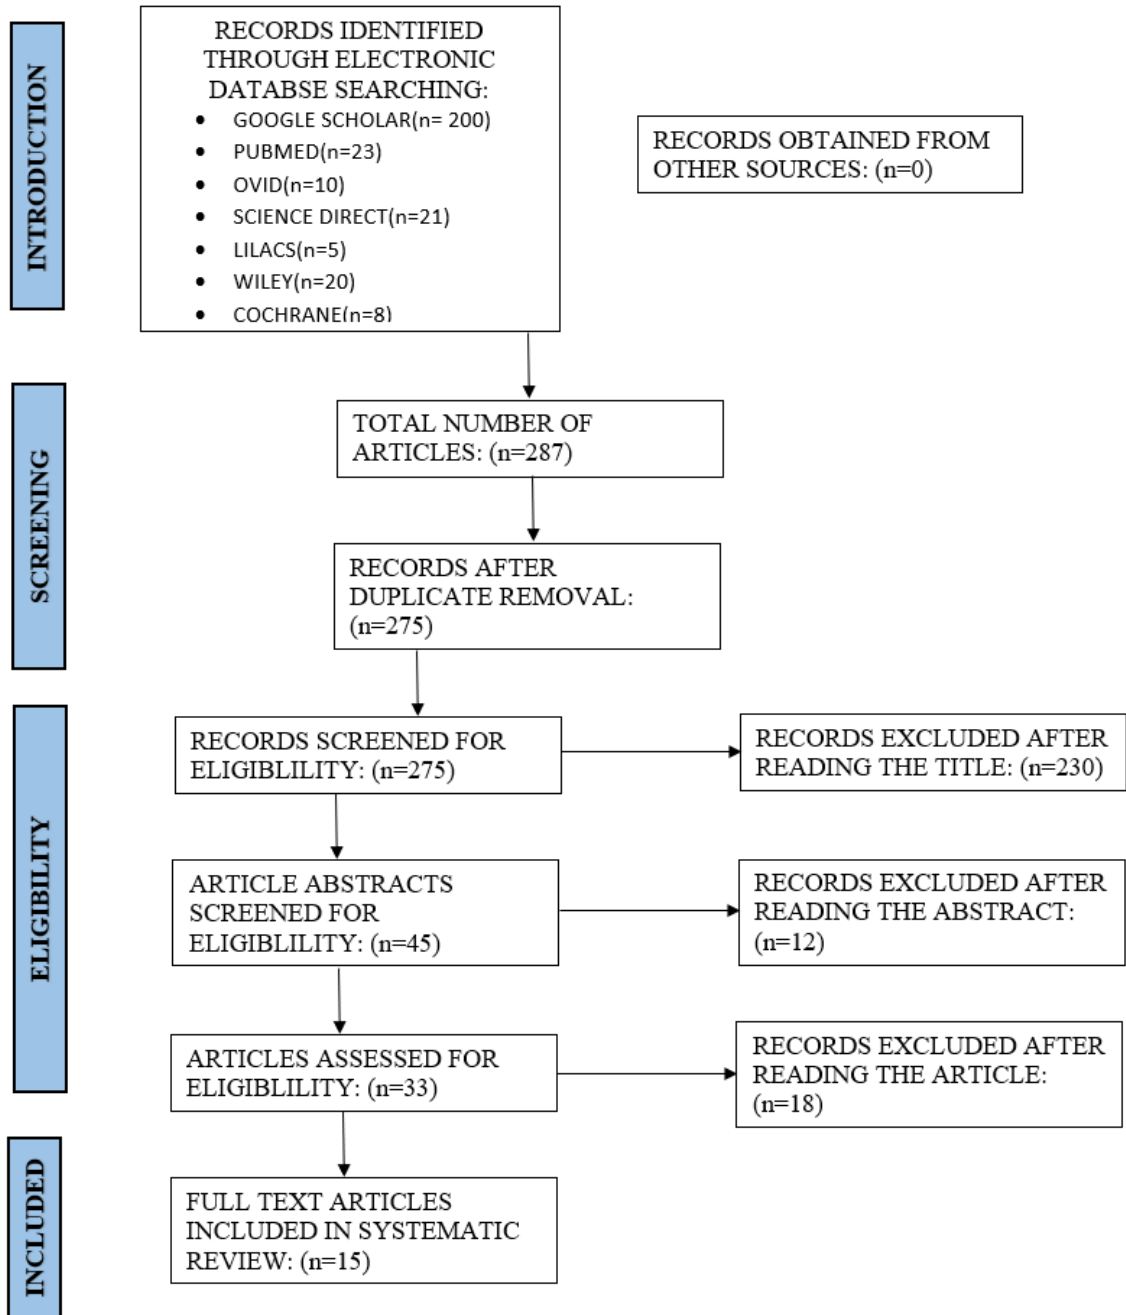 INTRODUCTION
RECORDS IDENTIFIED
THROUGH ELECTRONIC
DATABSE SEARCHING:
• GOOGLE SCHOLAR(n= 200)
• PUBMED(n=23)
• OVID(n=10)
• SCIENCE DIRECT(n=21)
• LILACS(n=5)
• WILEY(n=20)
• COCHRANE(n=8)
RECORDS OBTAINED FROM
OTHER SOURCES: (n=0)
SCREENING
TOTAL NUMBER OF
ARTICLES: (n=287)
RECORDS AFTER
DUPLICATE REMOVAL:
(n=275)
ELIGIBILITY
RECORDS SCREENED FOR
ELIGIBLILITY: (n=275)
RECORDS EXCLUDED AFTER
READING THE TITLE: (n=230)
ARTICLE ABSTRACTS
SCREENED FOR
ELIGIBLILITY: (n=45)
RECORDS EXCLUDED AFTER
READING THE ABSTRACT:
(n=12)
ARTICLES ASSESSED FOR
ELIGIBLILITY: (n=33)
RECORDS EXCLUDED AFTER
READING THE ARTICLE:
(n=18)
INCLUDED
FULL TEXT ARTICLES
INCLUDED IN SYSTEMATIC
REVIEW: (n=15)